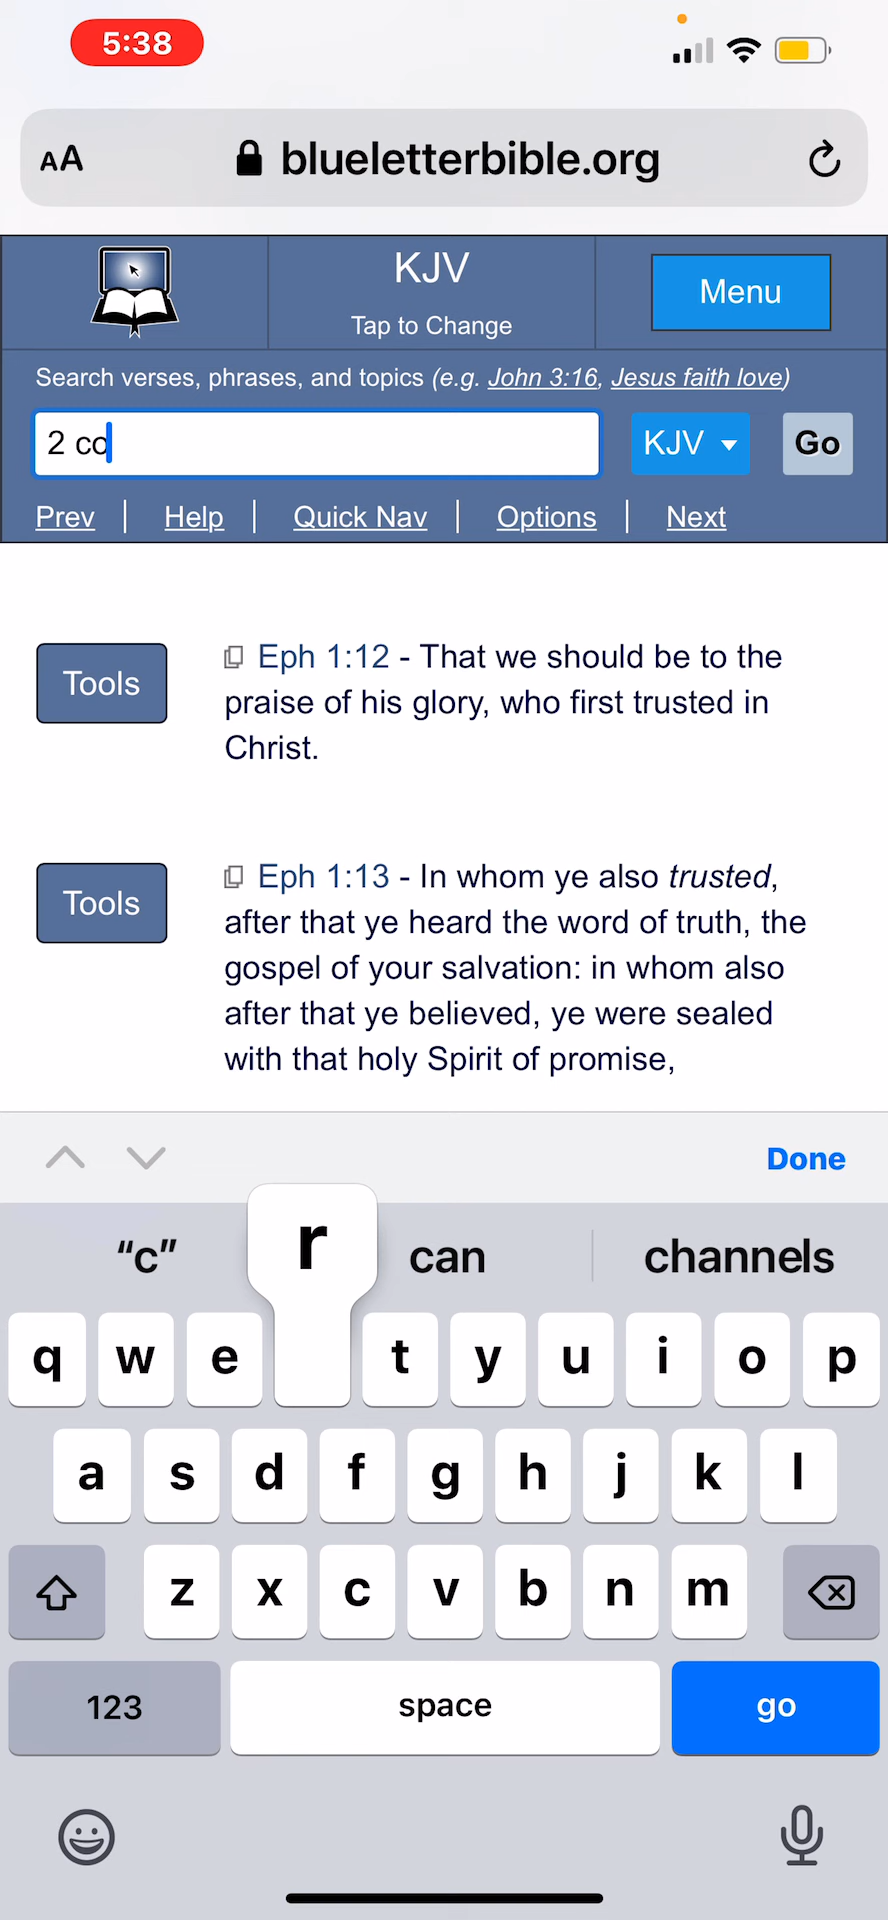 5:38
AA blueletterbible.org
KJV
Tap to Change
Menu
Search verses, phrases, and topics (e.g. John 3:16, Jesus faith love)
2 co
KJV
Go
Prev | Help | Quick Nav | Options | Next
Tools
Eph 1:12 - That we should be to the
praise of his glory, who first trusted in
Christ.
Tools
Eph 1:13 - In whom ye also trusted,
after that ye heard the word of truth, the
gospel of your salvation: in whom also
after that ye believed, ye were sealed
with that holy Spirit of promise,
Done
“c” r can channels
q w e t y u i o p
a s d f g h j k l
z x c v b n m
123 space go